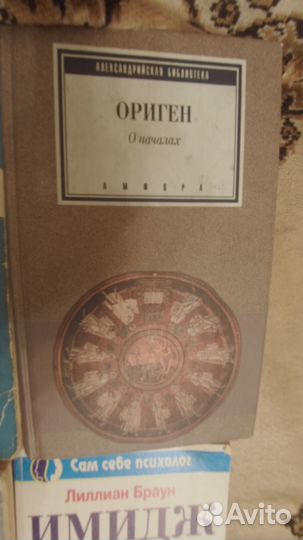 АЛЕКСАНДРИЙСКАЯ БИБЛИОТЕКА
ОРИГЕН
О началах
АМФОРА
Сам себе психолог
Лиллиан Браун
ИМИДЖ
Avito